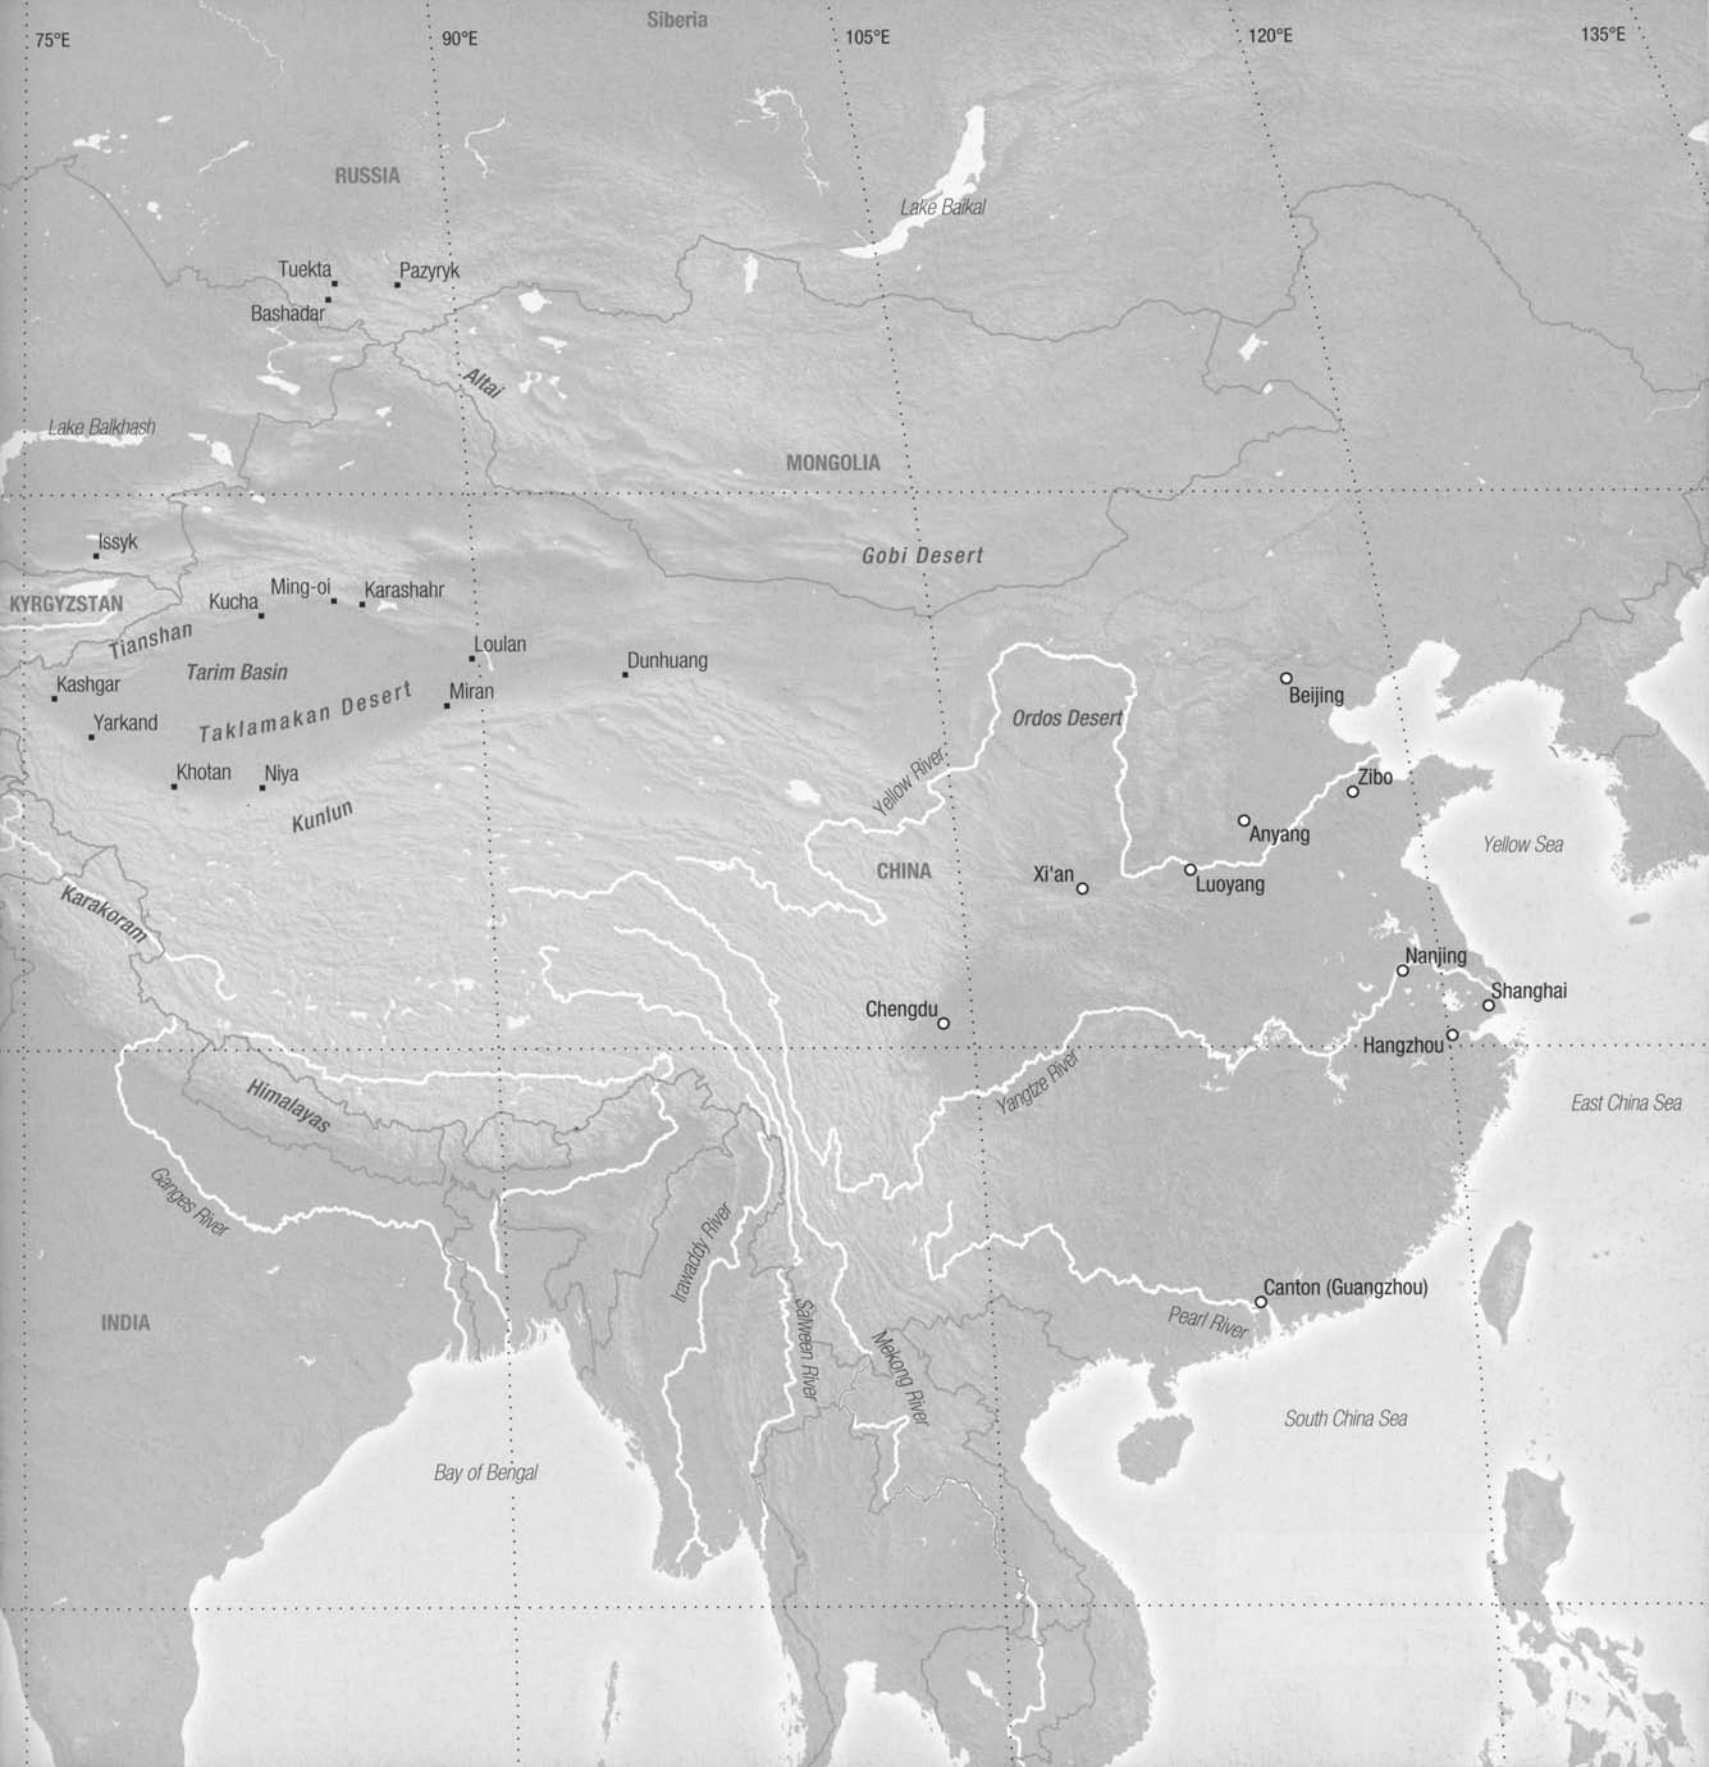 Siberia
75°E
90°E
105°E
120°E
135°E
RUSSIA
Lake Baikal
Tuekta
Pazyryk
Bashadar
Altai
Lake Balkhash
MONGOLIA
Issyk
Gobi Desert
Ming-oi
Karashahr
KYRGYZSTAN
Kucha
Tianshan
Loulan
Dunhuang
Tarim Basin
Kashgar
Miran
Beijing
Taklamakan Desert
Ordos Desert
Yarkand
Khotan
Niya
Yellow River
Zibo
Kunlun
Anyang
Yellow Sea
CHINA
Xi'an
Luoyang
Karakoram
Nanjing
Shanghai
Chengdu
Hangzhou
Yangtze River
Himalayas
East China Sea
Ganges River
Irawaddy River
Canton (Guangzhou)
INDIA
Pearl River
Salween River
Mekong River
South China Sea
Bay of Bengal